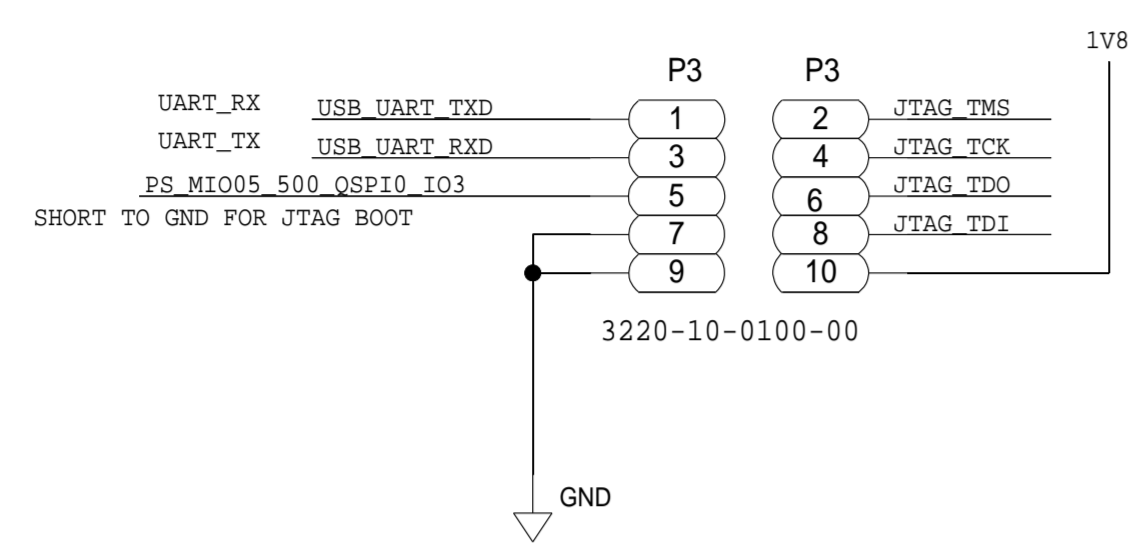 1V8
P3 P3
UART_RX USB_UART_TXD 1 2 JTAG_TMS
UART_TX USB_UART_RXD 3 4 JTAG_TCK
PS_MIO05_500_QSPI0_IO3 5 6 JTAG_TDO
SHORT TO GND FOR JTAG BOOT 7 8 JTAG_TDI
9 10
3220-10-0100-00
GND